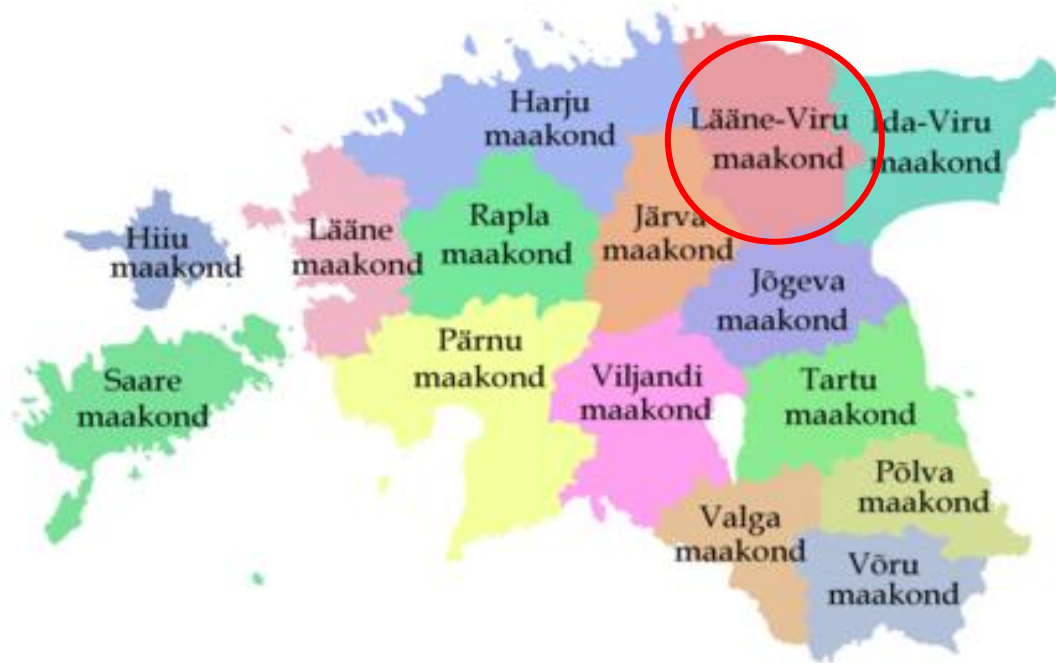 Harju
maakond
Lääne-Viru
maakond
Ida-Viru
maakond
Hiiu
maakond
Lääne
maakond
Rapla
maakond
Järva
maakond
Jõgeva
maakond
Saare
maakond
Pärnu
maakond
Viljandi
maakond
Tartu
maakond
Põlva
maakond
Valga
maakond
Võru
maakond